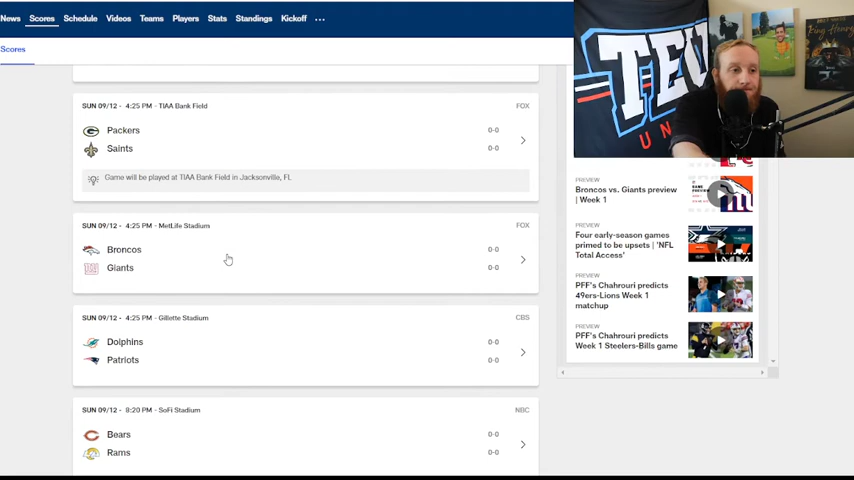 News Scores Schedule Videos Teams Players Stats Standings Kickoff ...
Scores
SUN 09/12 - 4:25 PM - TIAA Bank Field FOX
Packers 0-0
Saints 0-0
Game will be played at TIAA Bank Field in Jacksonville, FL
SUN 09/12 - 4:25 PM - MetLife Stadium FOX
Broncos 0-0
Giants 0-0
SUN 09/12 - 4:25 PM - Gillette Stadium CBS
Dolphins 0-0
Patriots 0-0
SUN 09/12 - 8:20 PM - SoFi Stadium NBC
Bears 0-0
Rams 0-0
PREVIEW
Broncos vs. Giants preview
| Week 1
PREVIEW
Four early-season games
primed to be upsets | 'NFL
Total Access'
PREVIEW
PFF's Chahrouri predicts
49ers-Lions Week 1
matchup
PREVIEW
PFF's Chahrouri predicts
Week 1 Steelers-Bills game